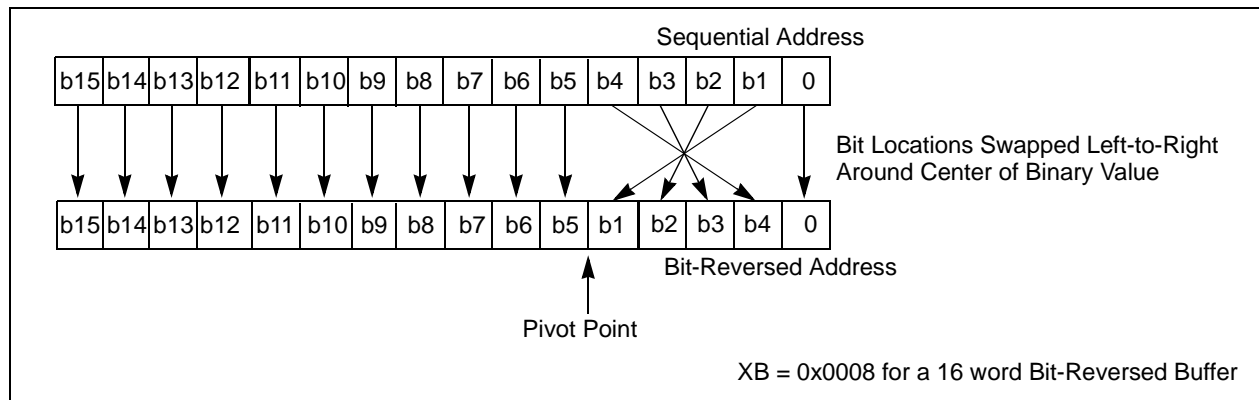 Sequential Address
b15 b14 b13 b12 b11 b10 b9 b8 b7 b6 b5 b4 b3 b2 b1 0
Bit Locations Swapped Left-to-Right
Around Center of Binary Value
b15 b14 b13 b12 b11 b10 b9 b8 b7 b6 b5 b1 b2 b3 b4 0
Bit-Reversed Address
Pivot Point
XB = 0x0008 for a 16 word Bit-Reversed Buffer